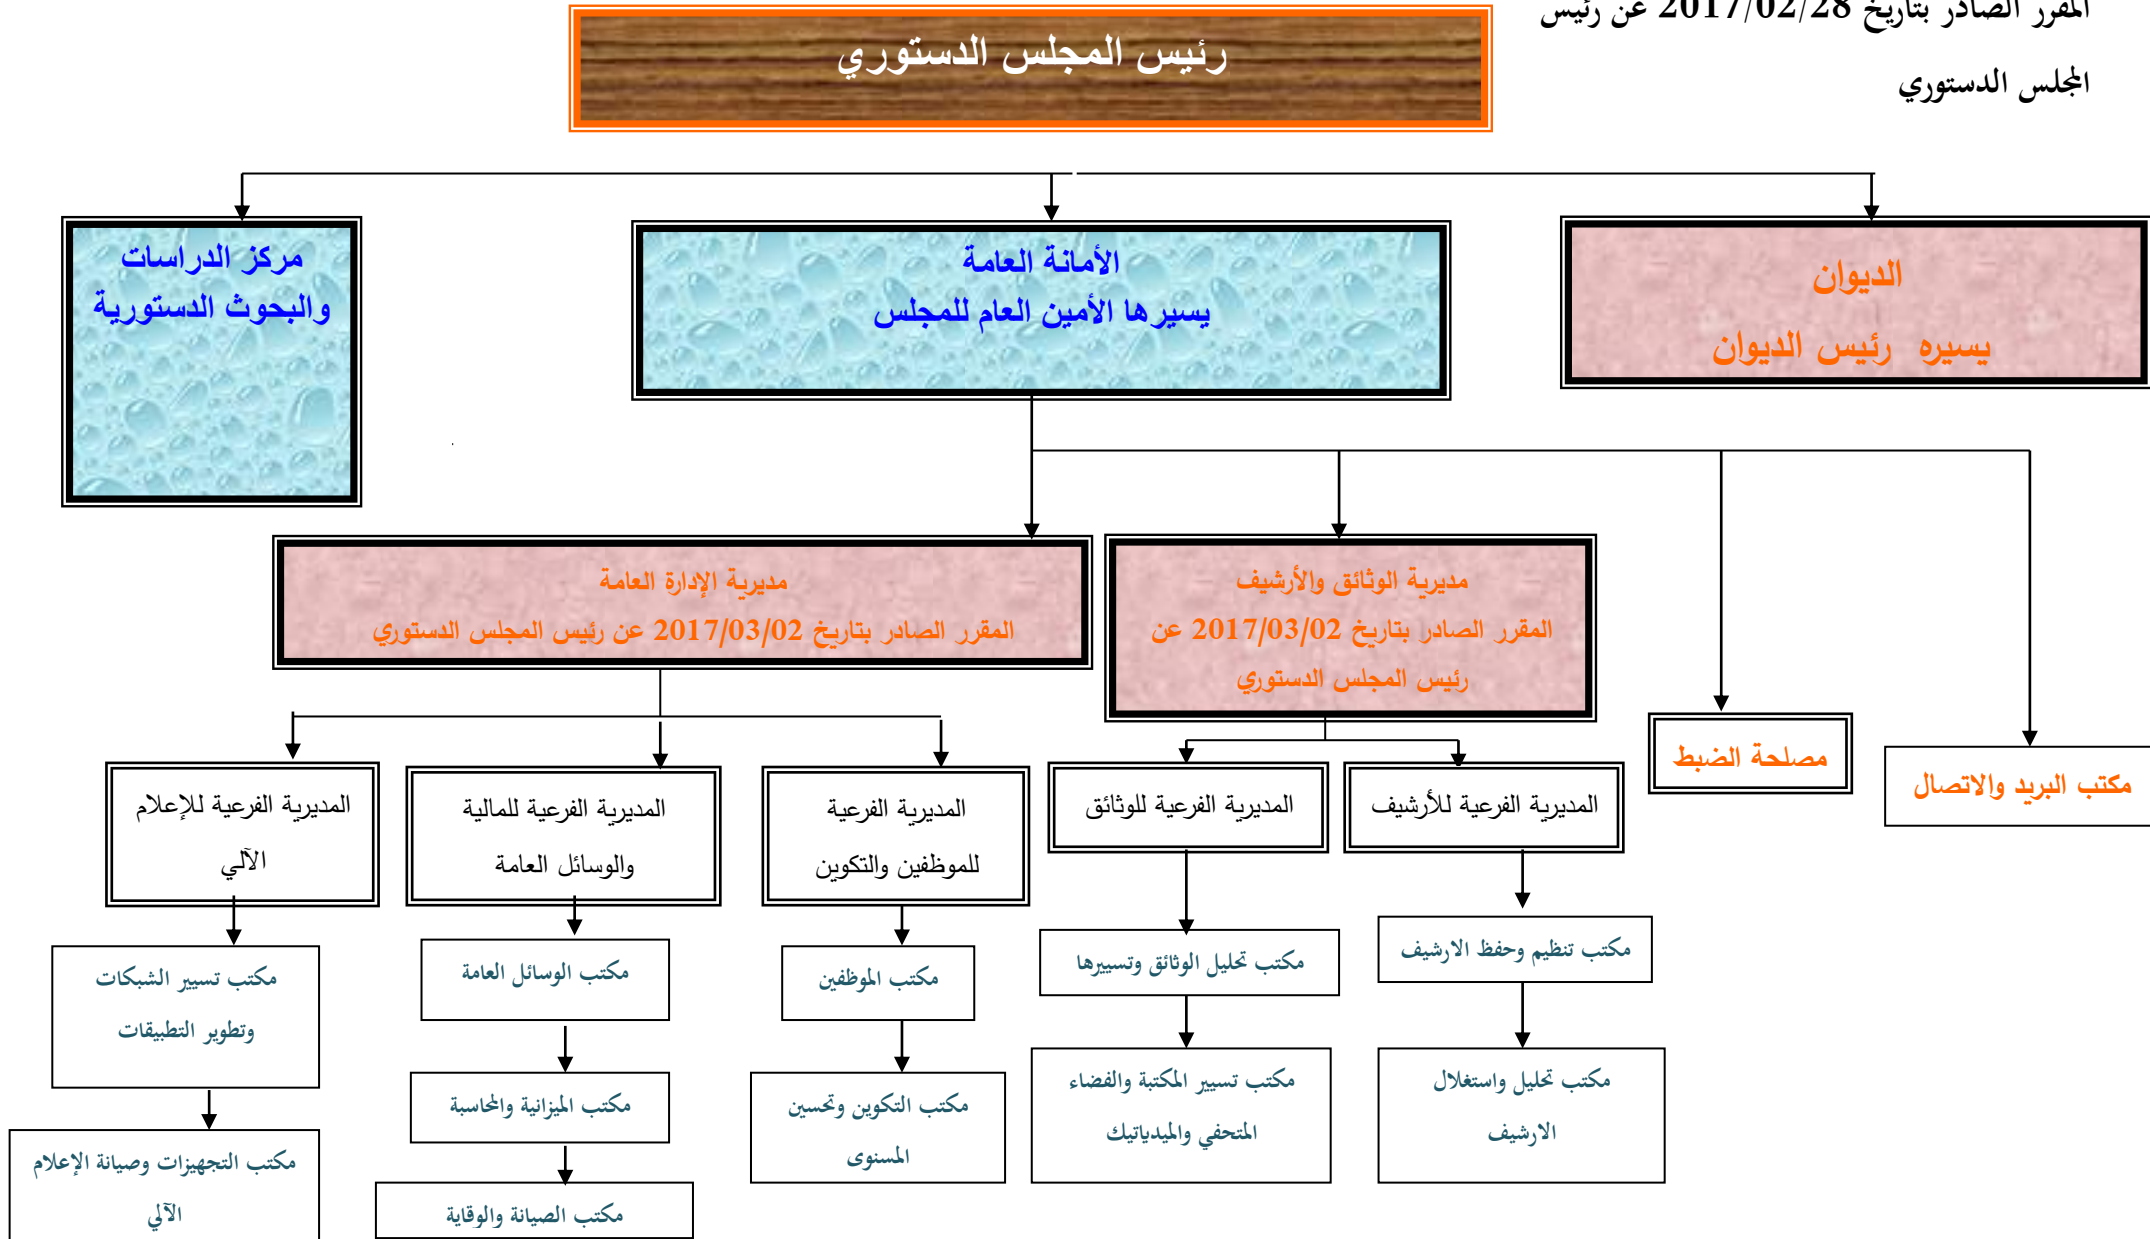 المقرر الصادر بتاريخ 2017/02/28 عن رئيس
المجلس الدستوري
رئيس المجلس الدستوري
الديوان
يسيره رئيس الديوان
الأمانة العامة
يسيرها الأمين العام للمجلس
مركز الدراسات
والبحوث الدستورية
مديرية الوثائق والأرشيف
المقرر الصادر بتاريخ 2017/03/02 عن
رئيس المجلس الدستوري
مديرية الإدارة العامة
المقرر الصادر بتاريخ 2017/03/02 عن رئيس المجلس الدستوري
مكتب البريد والاتصال
مصلحة الضبط
المديرية الفرعية للأرشيف
المديرية الفرعية للوثائق
المديرية الفرعية
للموظفين والتكوين
المديرية الفرعية للمالية
والوسائل العامة
المديرية الفرعية للإعلام
الآلي
مكتب تنظيم وحفظ الارشيف
مكتب تحليل الوثائق وتسييرها
مكتب الموظفين
مكتب الوسائل العامة
مكتب تسيير الشبكات
وتطوير التطبيقات
مكتب تحليل واستغلال
الارشيف
مكتب تسيير المكتبة والفضاء
المتحفي والميدياتيك
مكتب التكوين وتحسين
المسنوى
مكتب الميزانية والمحاسبة
مكتب التجهيزات وصيانة الإعلام
الآلي
مكتب الصيانة والوقاية